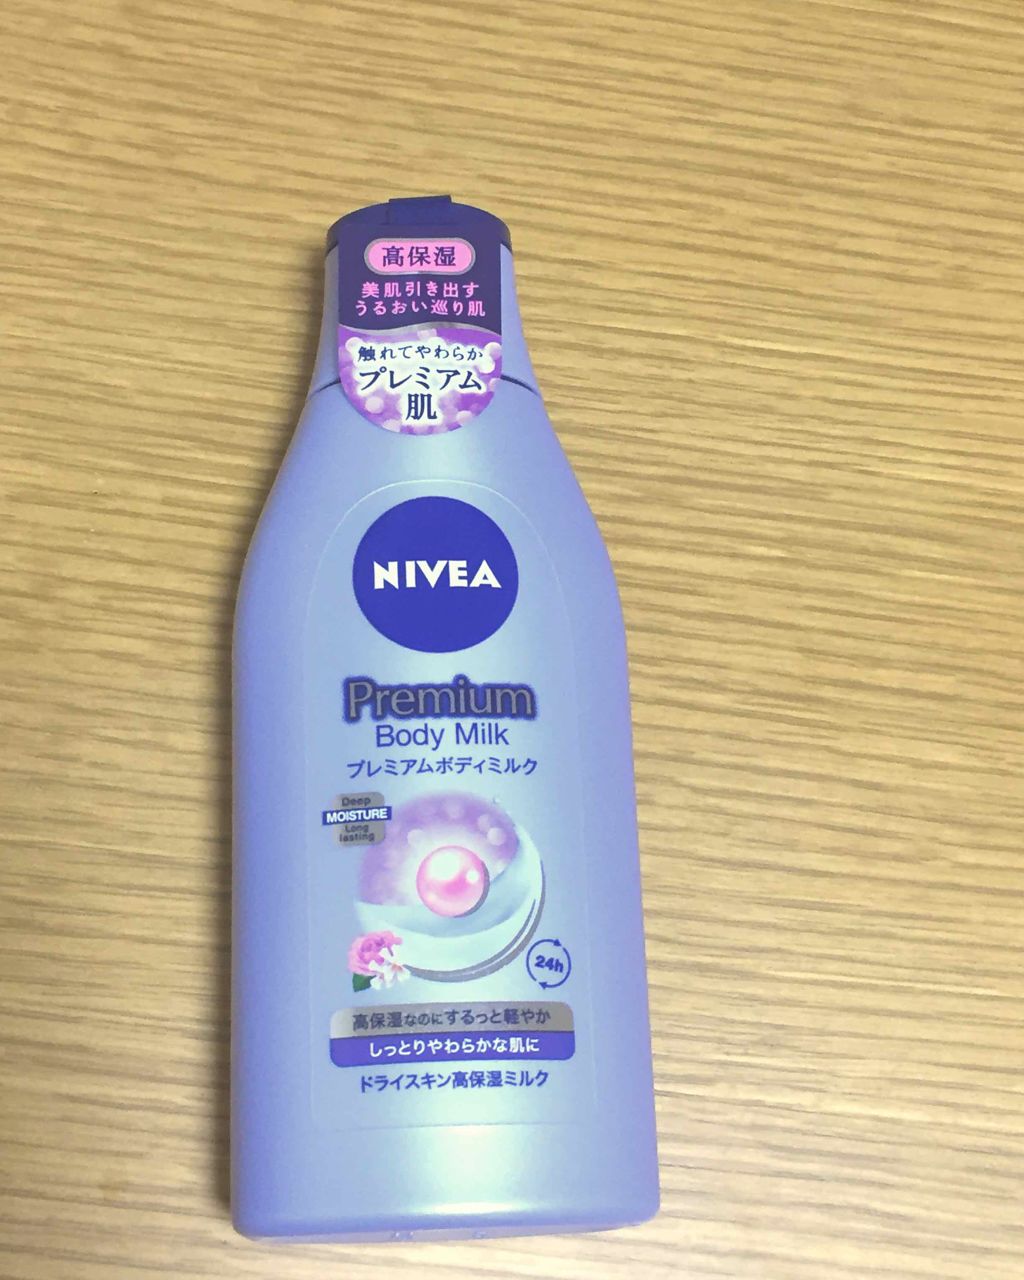 高保湿
美肌引き出す
うるおい巡り肌
触れてやわらか
プレミアム
肌
NIVEA
Premium
Body Milk
プレミアムボディミルク
Deep
MOISTURE
Long
lasting
24h
高保湿なのにするっと軽やか
しっとりやわらかな肌に
ドライスキン高保湿ミルク